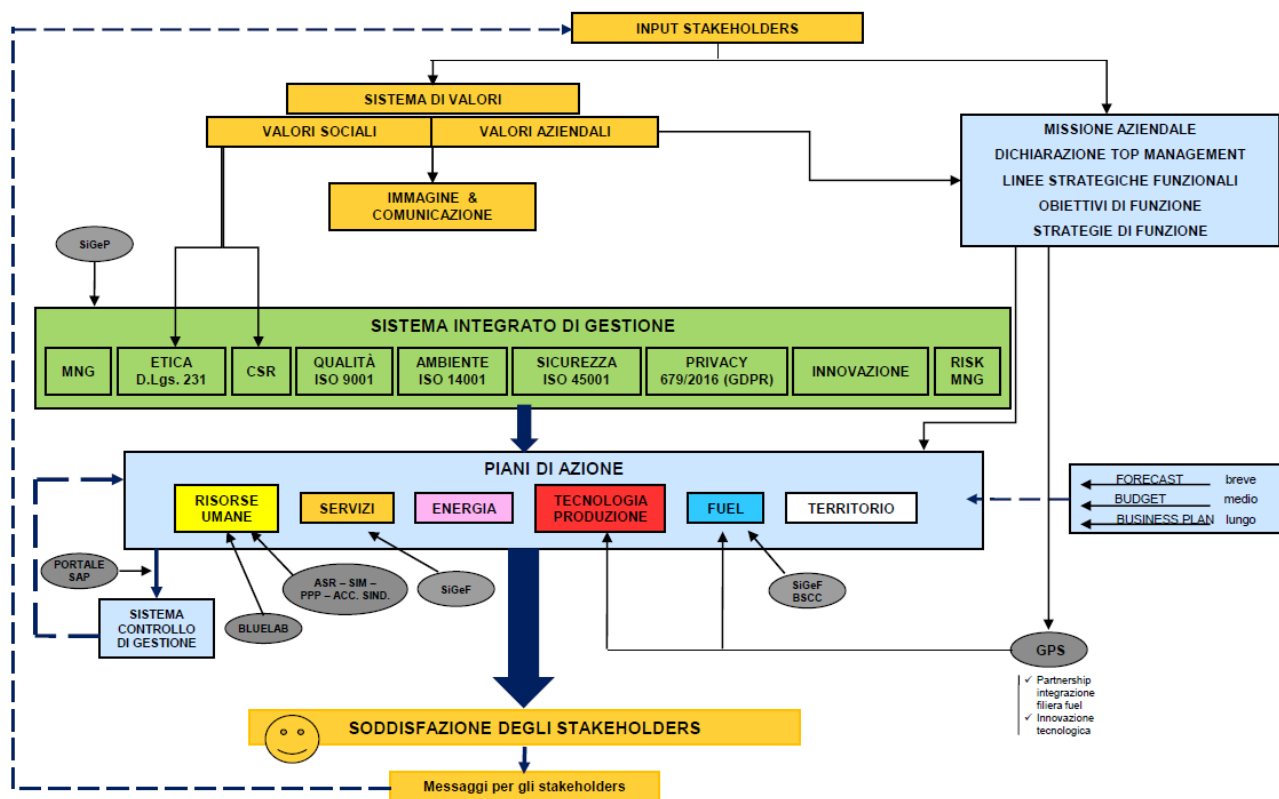 INPUT STAKEHOLDERS
SISTEMA DI VALORI
VALORI SOCIALI
VALORI AZIENDALI
MISSIONE AZIENDALE
DICHIARAZIONE TOP MANAGEMENT
LINEE STRATEGICHE FUNZIONALI
OBIETTIVI DI FUNZIONE
STRATEGIE DI FUNZIONE
IMMAGINE &
COMUNICAZIONE
SiGeP
SISTEMA INTEGRATO DI GESTIONE
MNG
ETICA
D.Lgs. 231
CSR
QUALITÀ
ISO 9001
AMBIENTE
ISO 14001
SICUREZZA
ISO 45001
PRIVACY
679/2016 (GDPR)
INNOVAZIONE
RISK
MNG
PIANI DI AZIONE
RISORSE
UMANE
SERVIZI
ENERGIA
TECNOLOGIA
PRODUZIONE
FUEL
TERRITORIO
FORECAST breve
BUDGET medio
BUSINESS PLAN lungo
PORTALE
SAP
SISTEMA
CONTROLLO
DI GESTIONE
BLUELAB
ASR – SIM –
PPP – ACC. SIND.
SiGeF
SiGeF
BSCC
GPS
✓ Partnership
integrazione
filiera fuel
✓ Innovazione
tecnologica
SODDISFAZIONE DEGLI STAKEHOLDERS
Messaggi per gli stakeholders